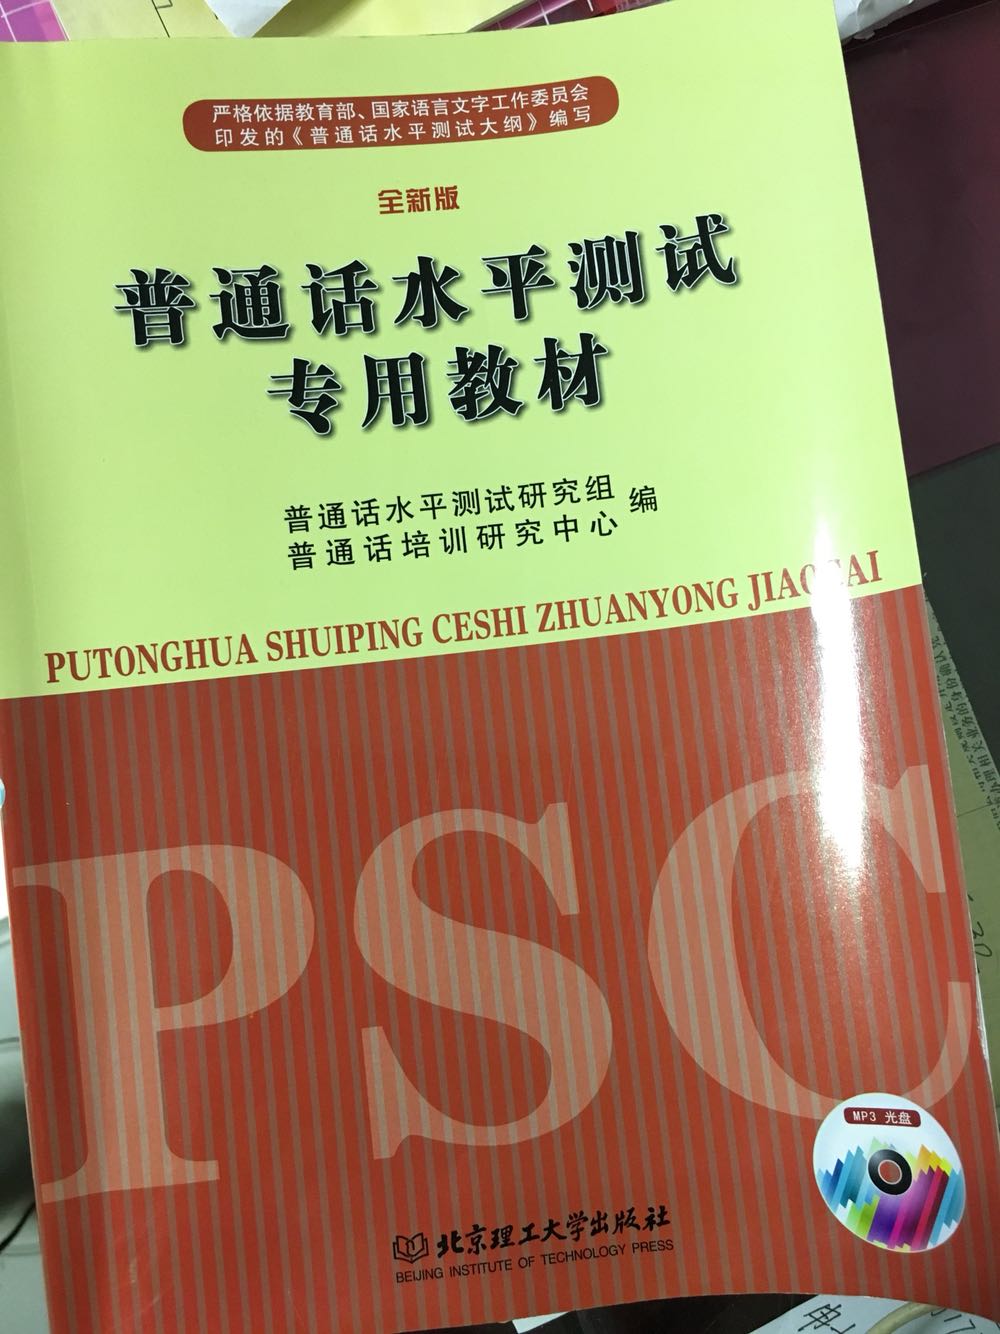 严格依据教育部、国家语言文字工作委员会
印发的《普通话水平测试大纲》编写
全新版
普通话水平测试
专用教材
普通话水平测试研究组
普通话培训研究中心
编
PUTONGHUA SHUIPING CESHI ZHUANYONG JIAOCAI
PSC
MP3 光盘
北京理工大学出版社
BEIJING INSTITUTE OF TECHNOLOGY PRESS